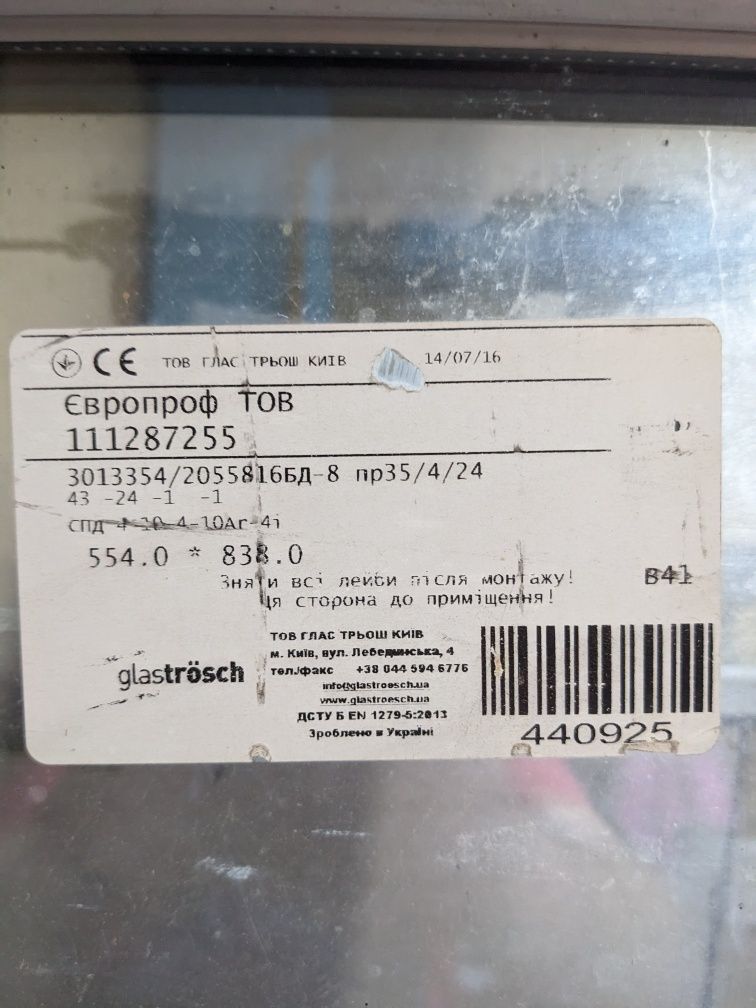 CE ТОВ ГЛАС ТРЬОШ КИІВ 14/07/16
Європроф ТОВ
111287255
3013354/2055816БД-8 пр35/4/24
43 -24 -1 -1
СПД 4-10-4-10Ar-4i
554.0 * 838.0
Зняти всі лейби після монтажу!
Ця сторона до приміщення!
В41
glaströsch
ТОВ ГЛАС ТРЬОШ КИЇВ
м. Київ, вул. Лебединська, 4
тел./факс +38 044 594 6776
info@glastroesch.ua
www.glastroesch.ua
ДСТУ Б EN 1279-5:2013
Зроблено в Україні
440925